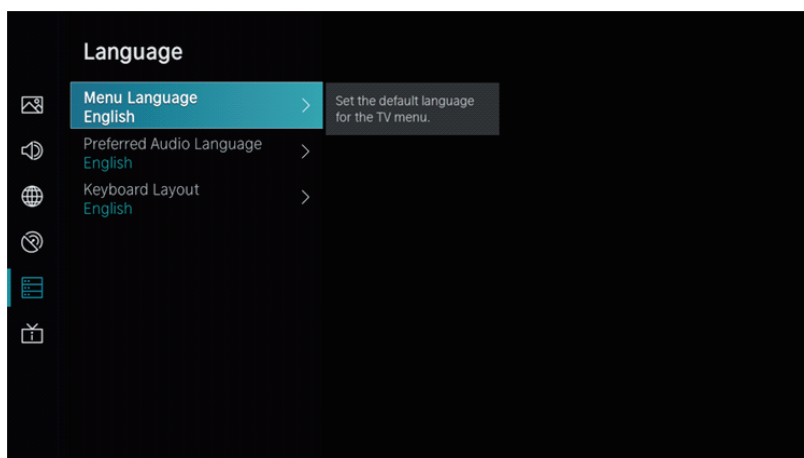 Language
Menu Language
English
Set the default language
for the TV menu.
Preferred Audio Language
English
Keyboard Layout
English